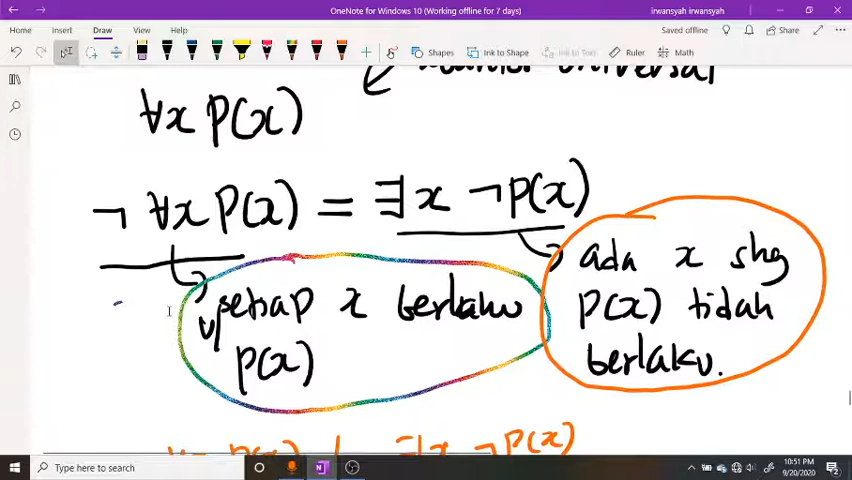 OneNote for Windows 10 (Working offline for 7 days)
irwansyah irwansyah
Home Insert Draw View Help
Saved offline Share
Shapes Ink to Shape Ink to Text Ruler Math
universal
∀x P(x)
¬ ∀x P(x) = ∃x ¬P(x)
setiap x berlaku
P(x)
ada x shg
P(x) tidak
berlaku.
∀x P(x) ∃x ¬P(x)
Type here to search
10:51 PM
9/20/2020